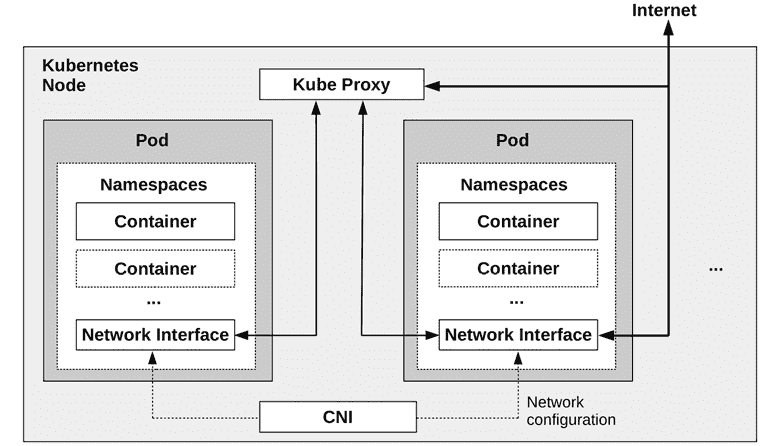 Internet
Kubernetes
Node
Kube Proxy
Pod
Namespaces
Container
Container
...
Network Interface
Pod
Namespaces
Container
Container
...
Network Interface
...
CNI
Network
configuration